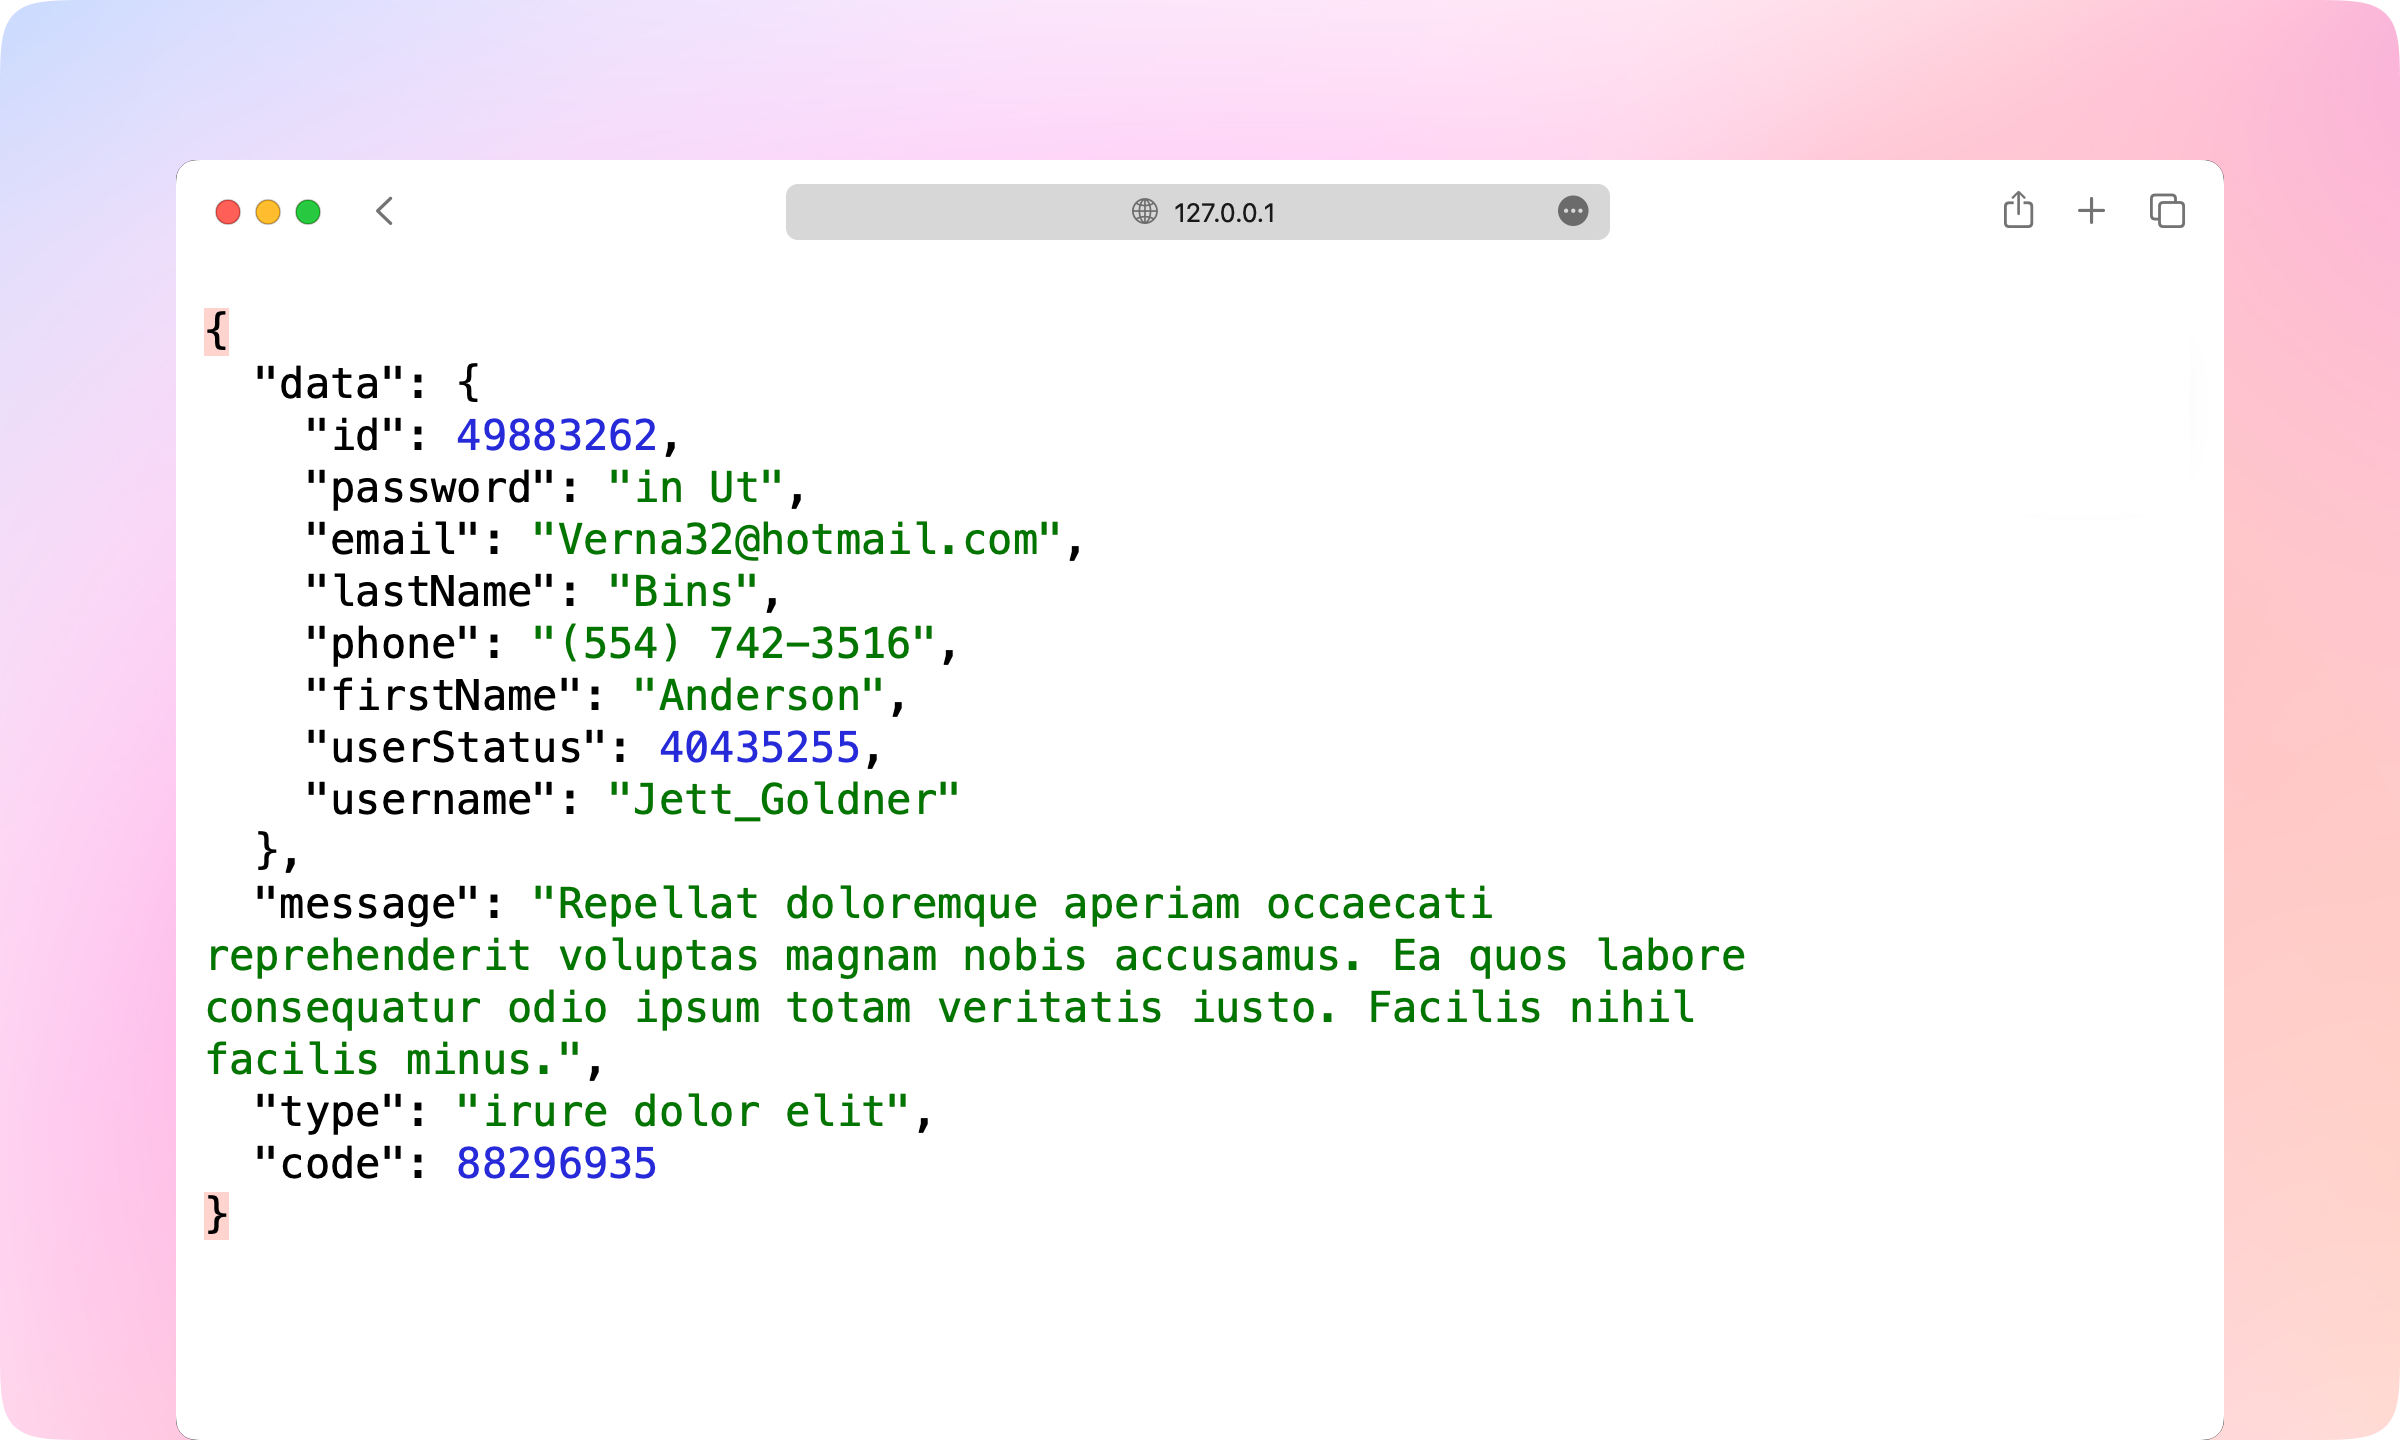 127.0.0.1
{
  "data": {
    "id": 49883262,
    "password": "in Ut",
    "email": "Verna32@hotmail.com",
    "lastName": "Bins",
    "phone": "(554) 742-3516",
    "firstName": "Anderson",
    "userStatus": 40435255,
    "username": "Jett_Goldner"
  },
  "message": "Repellat doloremque aperiam occaecati
reprehenderit voluptas magnam nobis accusamus. Ea quos labore
consequatur odio ipsum totam veritatis iusto. Facilis nihil
facilis minus.",
  "type": "irure dolor elit",
  "code": 88296935
}